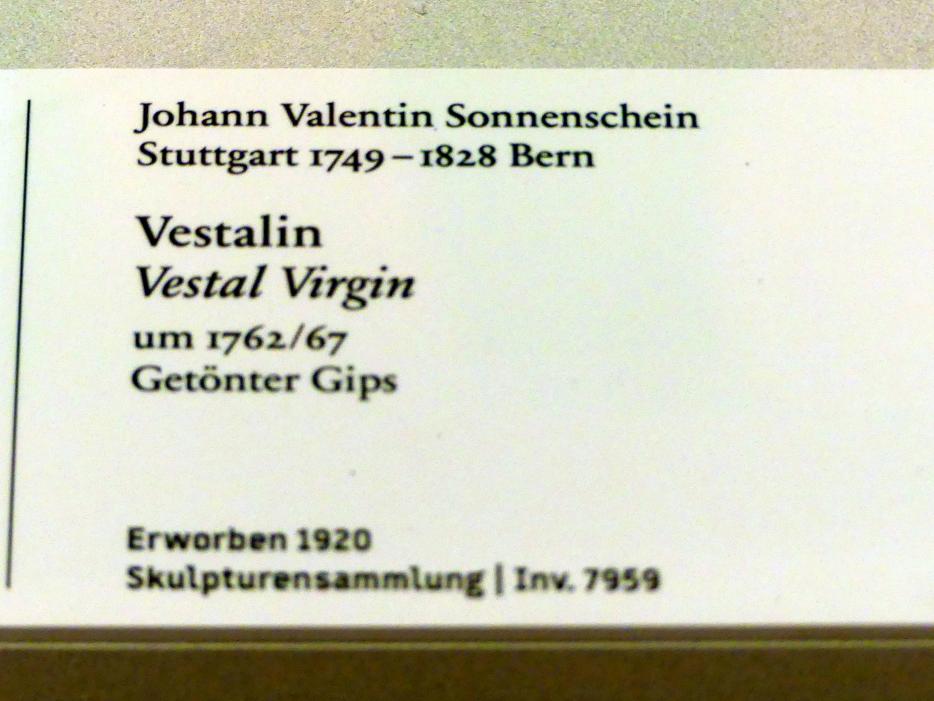 Johann Valentin Sonnenschein
Stuttgart 1749 – 1828 Bern
Vestalin
Vestal Virgin
um 1762/67
Getönter Gips
Erworben 1920
Skulpturensammlung | Inv. 7959